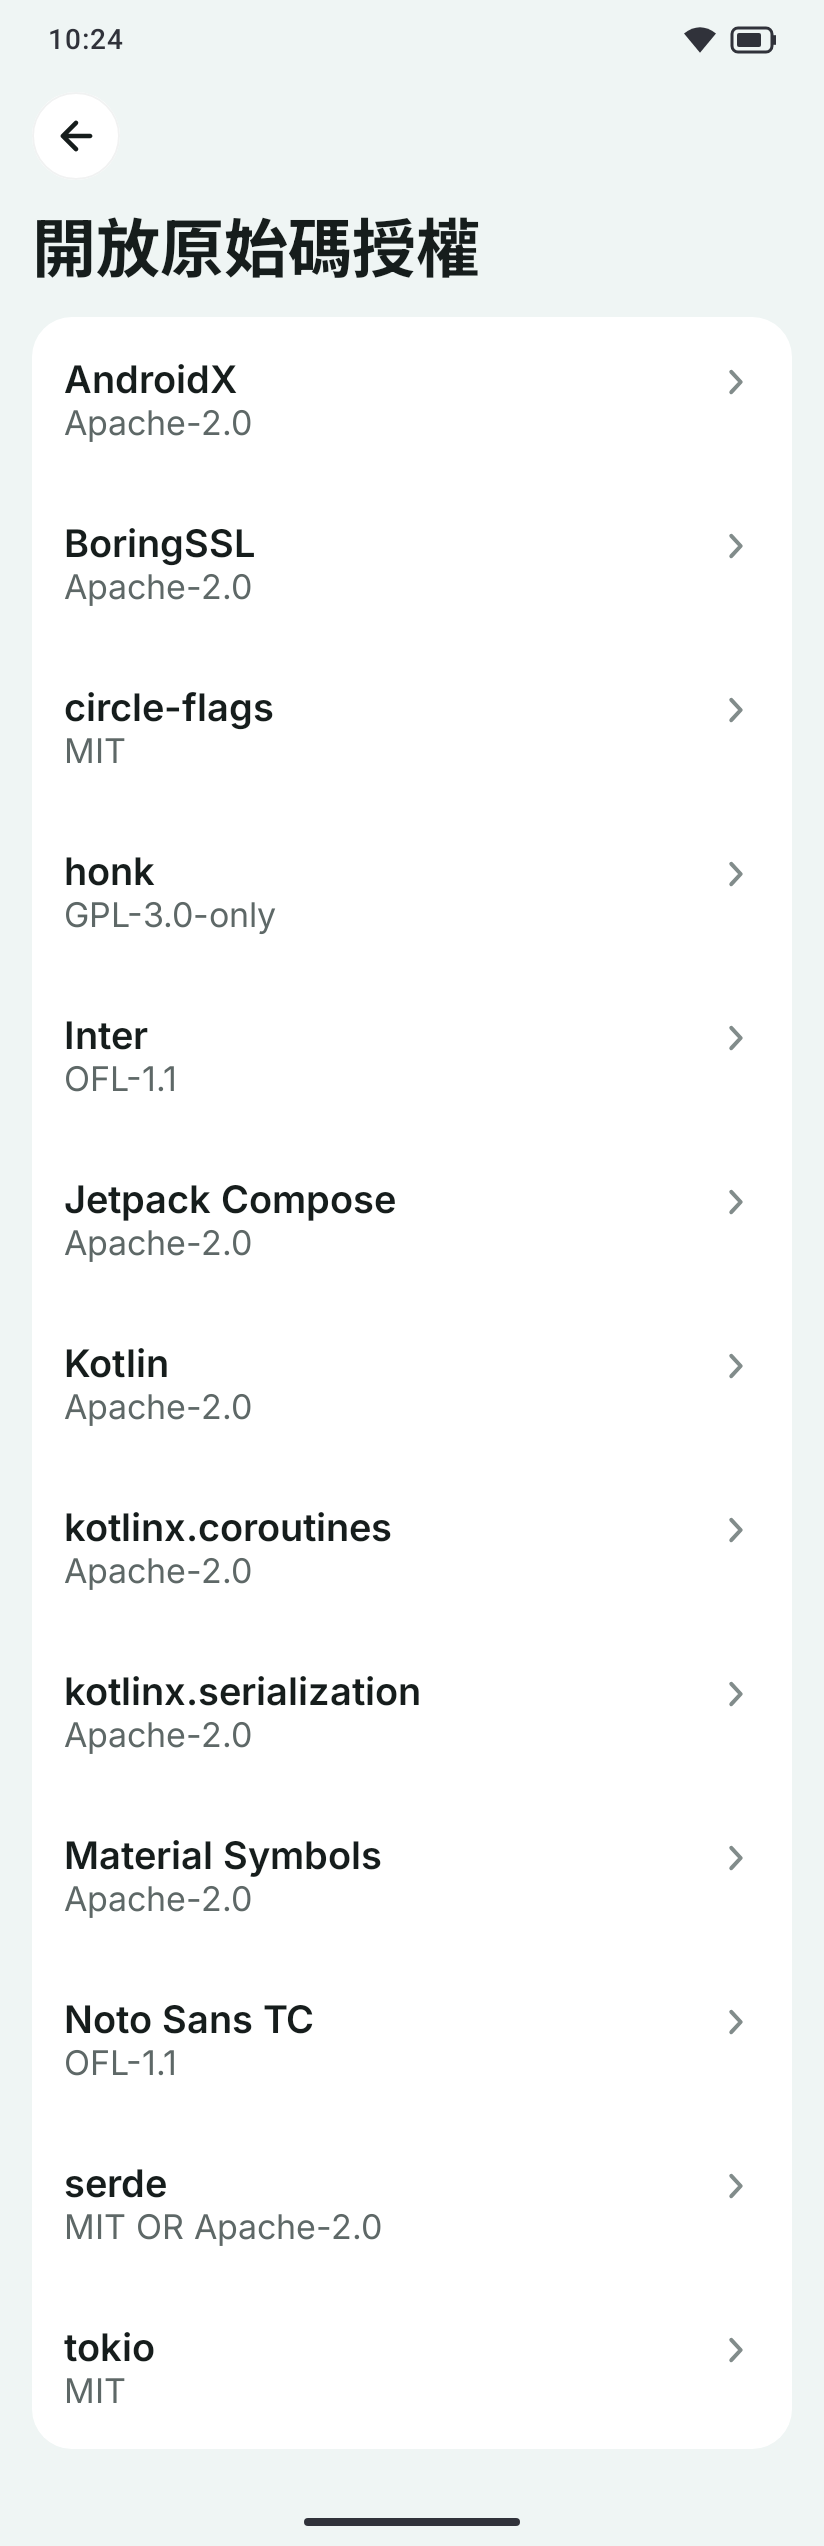 10:24
開放原始碼授權
AndroidX
Apache-2.0
BoringSSL
Apache-2.0
circle-flags
MIT
honk
GPL-3.0-only
Inter
OFL-1.1
Jetpack Compose
Apache-2.0
Kotlin
Apache-2.0
kotlinx.coroutines
Apache-2.0
kotlinx.serialization
Apache-2.0
Material Symbols
Apache-2.0
Noto Sans TC
OFL-1.1
serde
MIT OR Apache-2.0
tokio
MIT